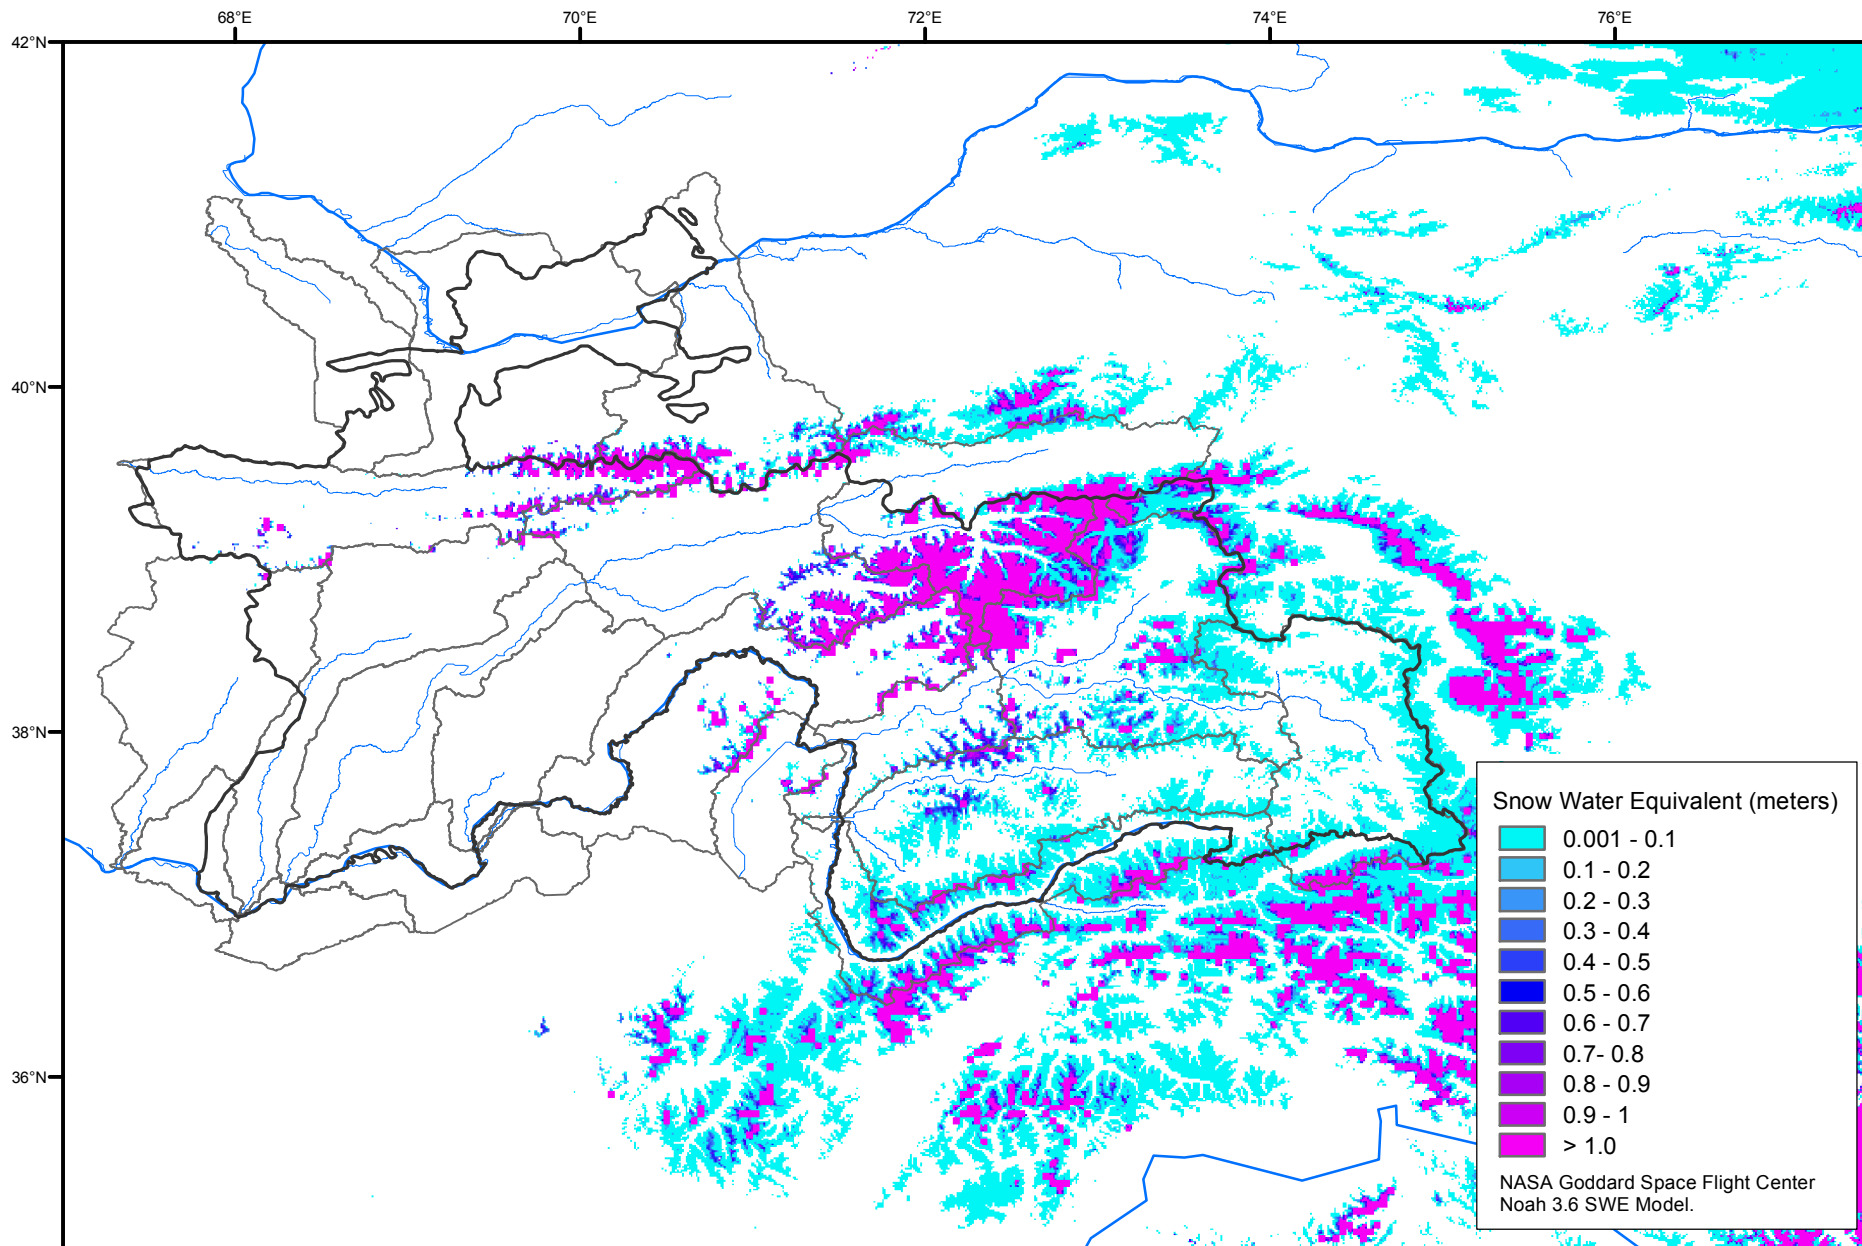 68°E 70°E 72°E 74°E 76°E
42°N
40°N
38°N
36°N
Snow Water Equivalent (meters)
0.001 - 0.1
0.1 - 0.2
0.2 - 0.3
0.3 - 0.4
0.4 - 0.5
0.5 - 0.6
0.6 - 0.7
0.7- 0.8
0.8 - 0.9
0.9 - 1
> 1.0
NASA Goddard Space Flight Center
Noah 3.6 SWE Model.